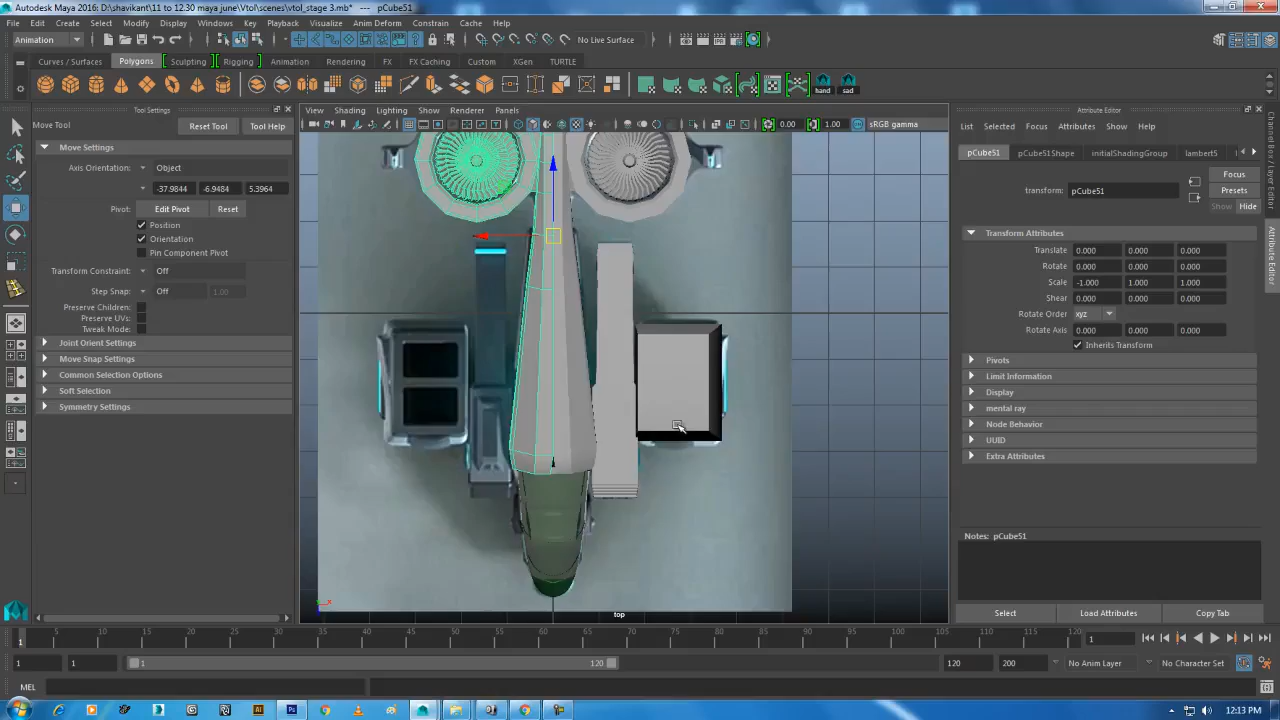 Autodesk Maya 2016: D:\shavikant\11 to 12.30 maya june\Vtol\scenes\vtol_stage 3.mb* --- pCube51
File Edit Create Select Modify Display Windows Key Playback Visualize Anim Deform Constrain Cache Help
Animation No Live Surface
Curves / Surfaces Polygons Sculpting Rigging Animation Rendering FX FX Caching Custom XGen TURTLE
hand sad
Tool Settings
Move Tool Reset Tool Tool Help
Move Settings
Axis Orientation: Object
-37.9844 -6.9484 5.3964
Pivot: Edit Pivot Reset
Position
Orientation
Pin Component Pivot
Transform Constraint: Off
Step Snap: Off 1.00
Preserve Children:
Preserve UVs:
Tweak Mode:
Joint Orient Settings
Move Snap Settings
Common Selection Options
Soft Selection
Symmetry Settings
View Shading Lighting Show Renderer Panels
0.00 1.00 sRGB gamma
top
Attribute Editor
List Selected Focus Attributes Show Help
pCube51 pCube51Shape initialShadingGroup lambert5
transform: pCube51
Focus
Presets
Show Hide
Transform Attributes
Translate 0.000 0.000 0.000
Rotate 0.000 0.000 0.000
Scale -1.000 1.000 1.000
Shear 0.000 0.000 0.000
Rotate Order xyz
Rotate Axis 0.000 0.000 0.000
Inherits Transform
Pivots
Limit Information
Display
mental ray
Node Behavior
UUID
Extra Attributes
Notes: pCube51
Select Load Attributes Copy Tab
Channel Box / Layer Editor
Attribute Editor
5 10 15 20 25 30 35 40 45 50 55 60 65 70 75 80 85 90 95 100 105 110 115 120 1
1 1 1 120 120 200 No Anim Layer No Character Set
MEL
12:13 PM